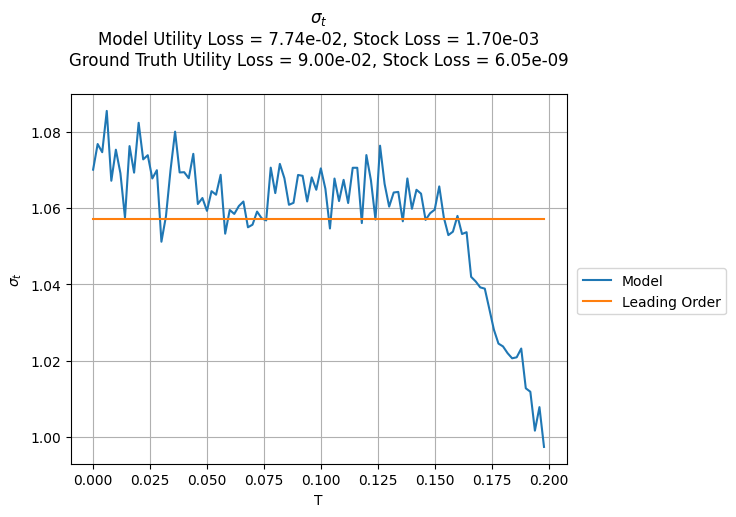 σt
Model Utility Loss = 7.74e-02, Stock Loss = 1.70e-03
Ground Truth Utility Loss = 9.00e-02, Stock Loss = 6.05e-09
1.08
1.06
1.04
1.02
1.00
σt
Model
Leading Order
0.000 0.025 0.050 0.075 0.100 0.125 0.150 0.175 0.200
T